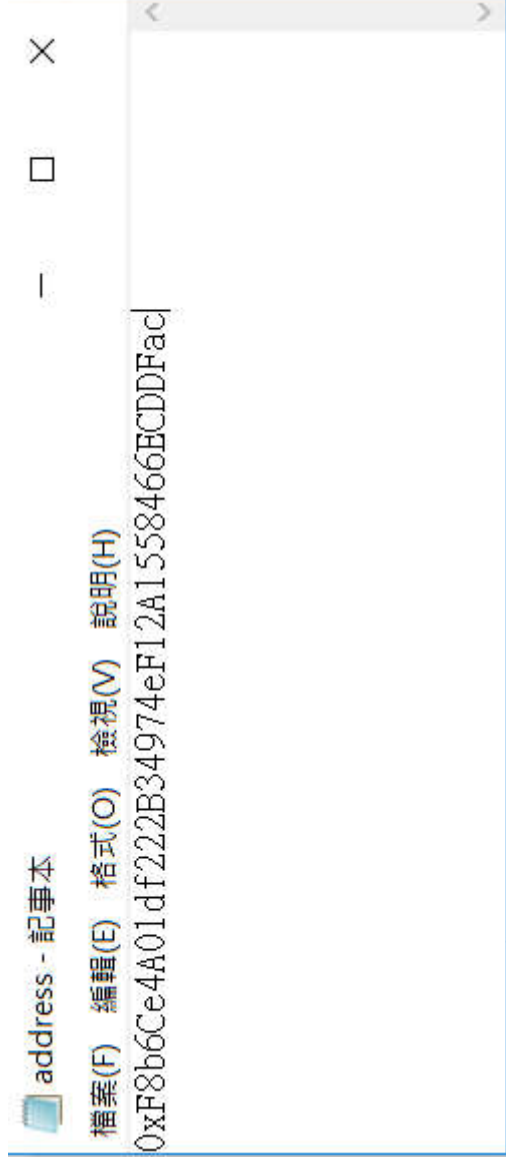 address - 記事本
檔案(F) 編輯(E) 格式(O) 檢視(V) 說明(H)
0xF8b6Ce4A01df222B34974eF12A1558466ECDDFac